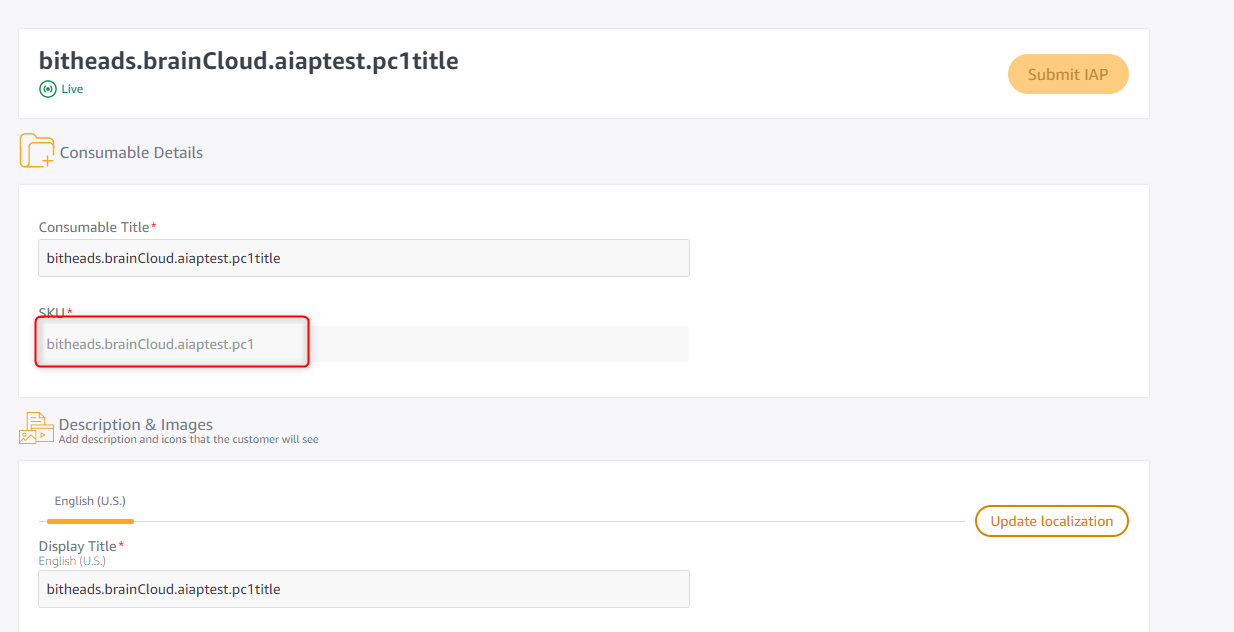 bitheads.brainCloud.aiaptest.pc1title
Live
Submit IAP
Consumable Details
Consumable Title*
bitheads.brainCloud.aiaptest.pc1title
SKU*
bitheads.brainCloud.aiaptest.pc1
Description & Images
Add description and icons that the customer will see
English (U.S.)
Update localization
Display Title*
English (U.S.)
bitheads.brainCloud.aiaptest.pc1title